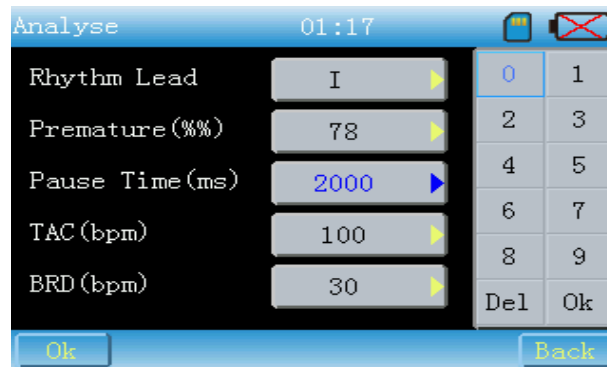 Analyse 01:17
Rhythm Lead I
Premature(%%) 78
Pause Time(ms) 2000
TAC(bpm) 100
BRD(bpm) 30
0 1
2 3
4 5
6 7
8 9
Del Ok
Ok Back